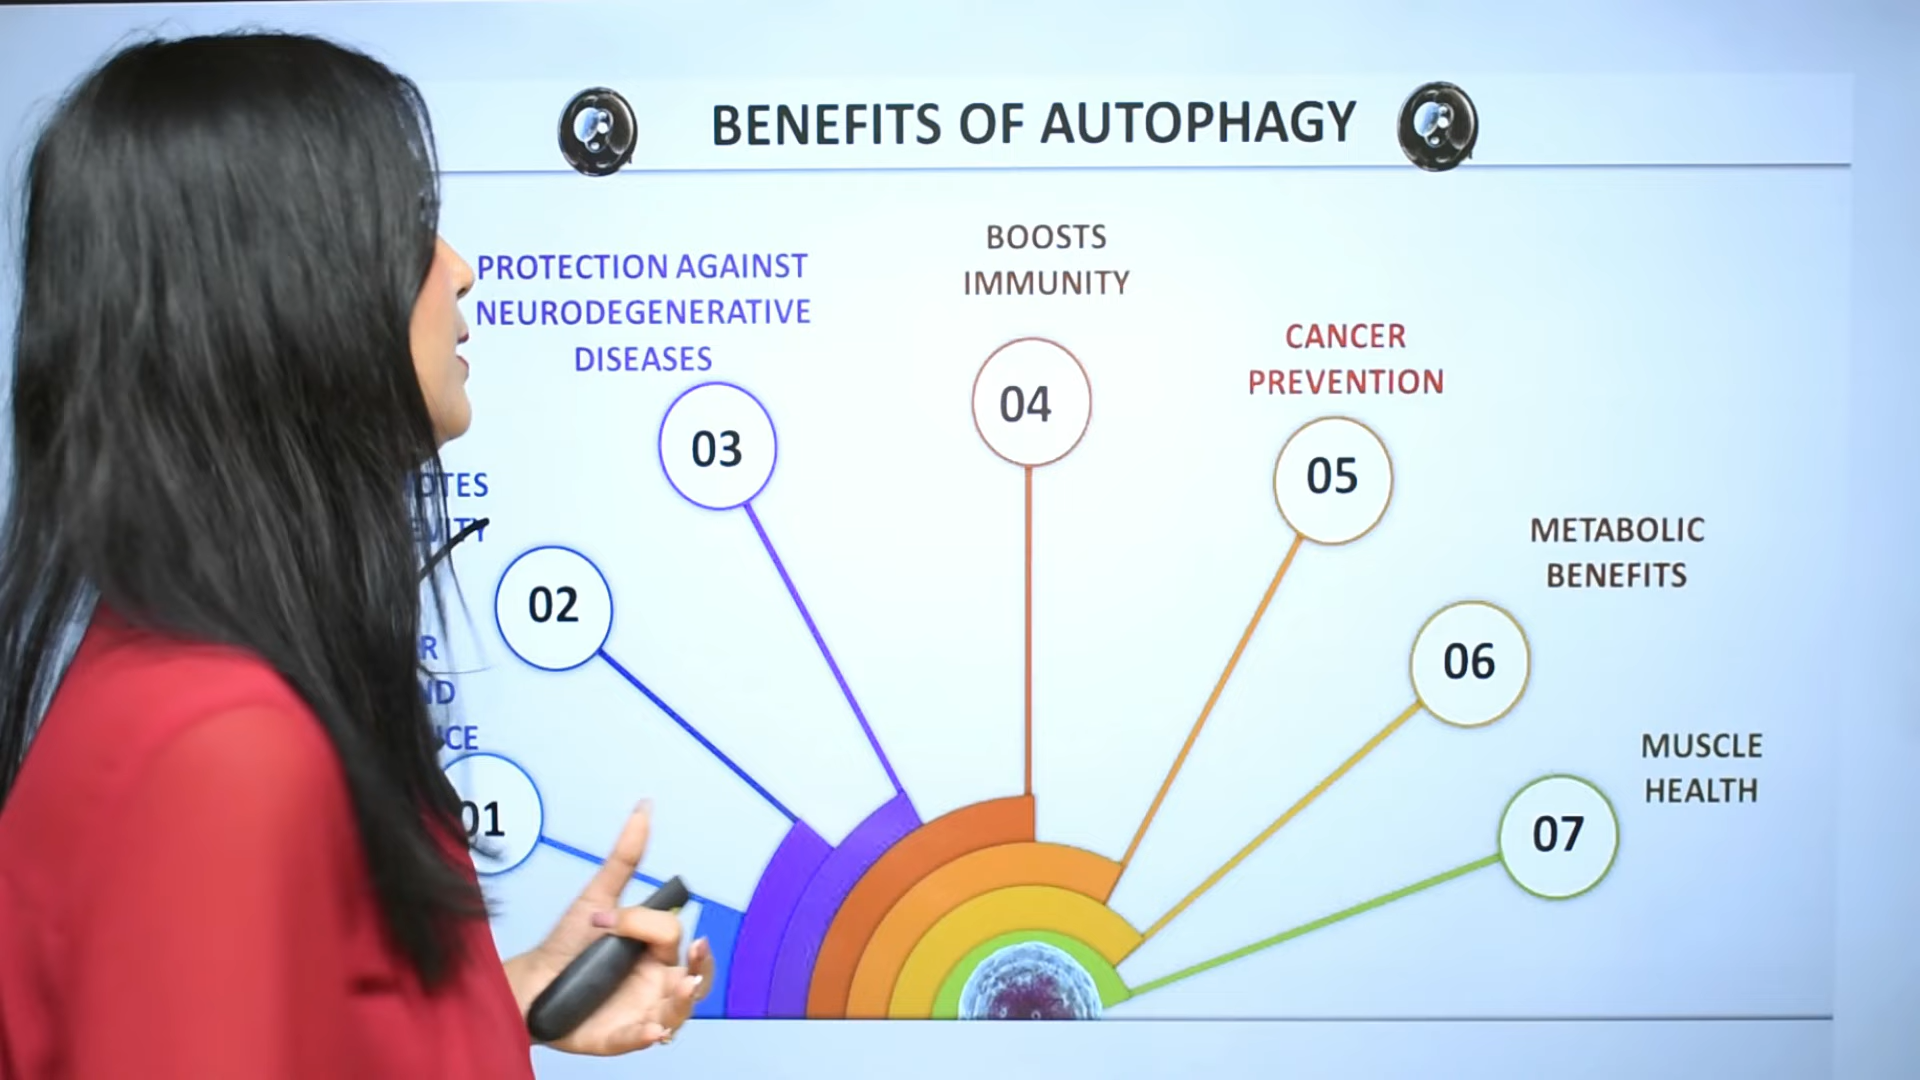 BENEFITS OF AUTOPHAGY
PROTECTION AGAINST
NEURODEGENERATIVE
DISEASES
03
BOOSTS
IMMUNITY
04
CANCER
PREVENTION
05
METABOLIC
BENEFITS
06
MUSCLE
HEALTH
07
02
01